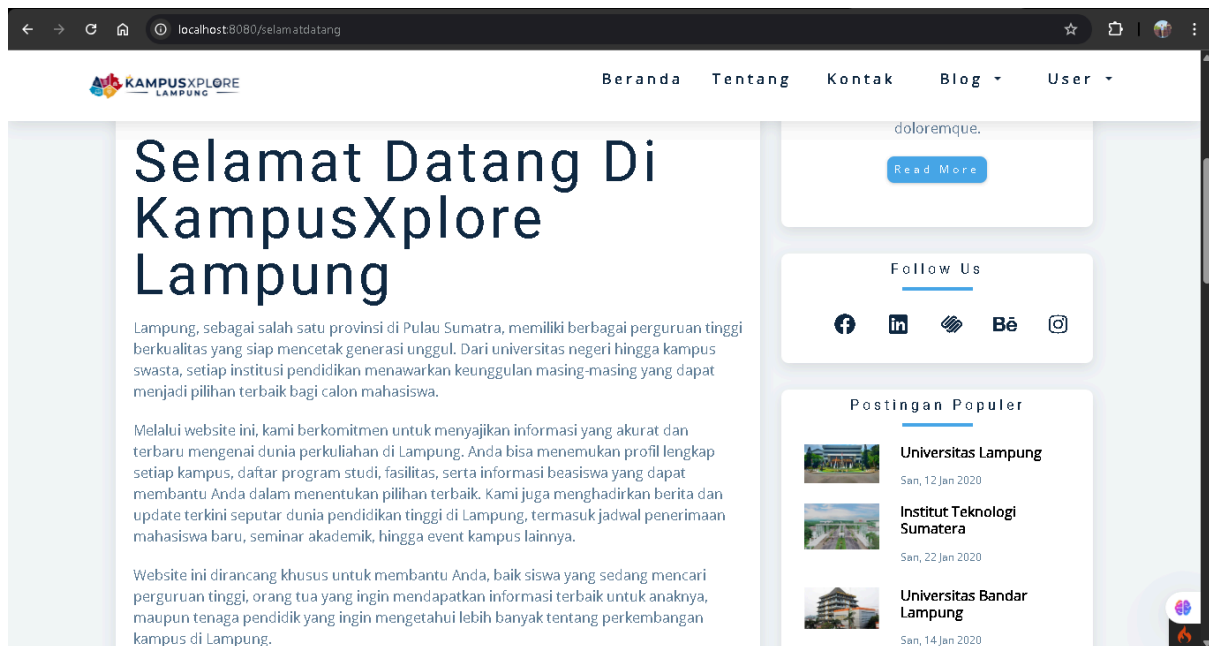 localhost:8080/selamatdatang
KAMPUSXPLORE
LAMPUNG
Beranda Tentang Kontak Blog User
Selamat Datang Di
KampusXplore
Lampung
Lampung, sebagai salah satu provinsi di Pulau Sumatra, memiliki berbagai perguruan tinggi
berkualitas yang siap mencetak generasi unggul. Dari universitas negeri hingga kampus
swasta, setiap institusi pendidikan menawarkan keunggulan masing-masing yang dapat
menjadi pilihan terbaik bagi calon mahasiswa.
Melalui website ini, kami berkomitmen untuk menyajikan informasi yang akurat dan
terbaru mengenai dunia perkuliahan di Lampung. Anda bisa menemukan profil lengkap
setiap kampus, daftar program studi, fasilitas, serta informasi beasiswa yang dapat
membantu Anda dalam menentukan pilihan terbaik. Kami juga menghadirkan berita dan
update terkini seputar dunia pendidikan tinggi di Lampung, termasuk jadwal penerimaan
mahasiswa baru, seminar akademik, hingga event kampus lainnya.
Website ini dirancang khusus untuk membantu Anda, baik siswa yang sedang mencari
perguruan tinggi, orang tua yang ingin mendapatkan informasi terbaik untuk anaknya,
maupun tenaga pendidik yang ingin mengetahui lebih banyak tentang perkembangan
kampus di Lampung.
doloremque.
Read More
Follow Us
in
Bē
Postingan Populer
Universitas Lampung
San, 12 Jan 2020
Institut Teknologi
Sumatera
San, 22 Jan 2020
Universitas Bandar
Lampung
San, 14 Jan 2020